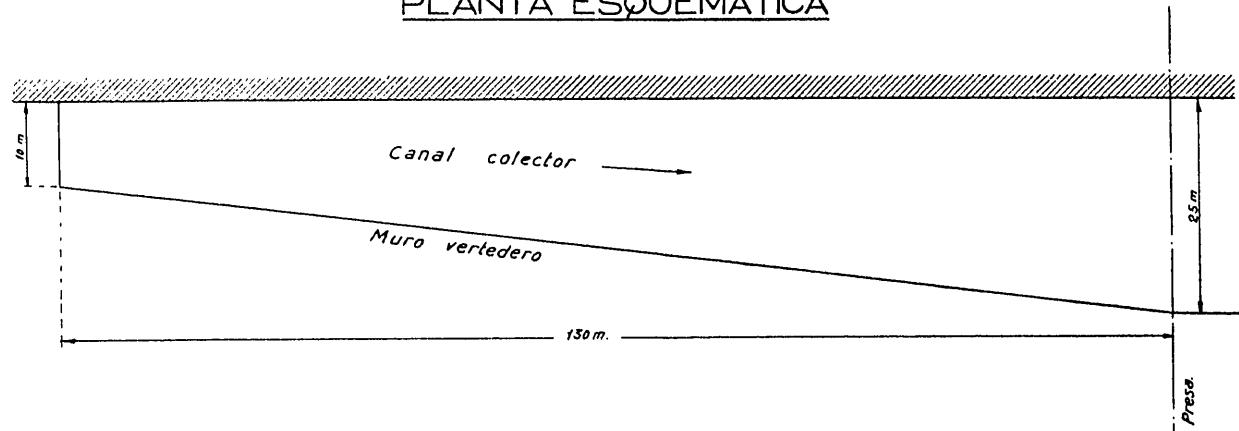 PLANTA ESQUEMATICA
10 m
Canal colector
25 m
Muro vertedero
130 m.
Presa.